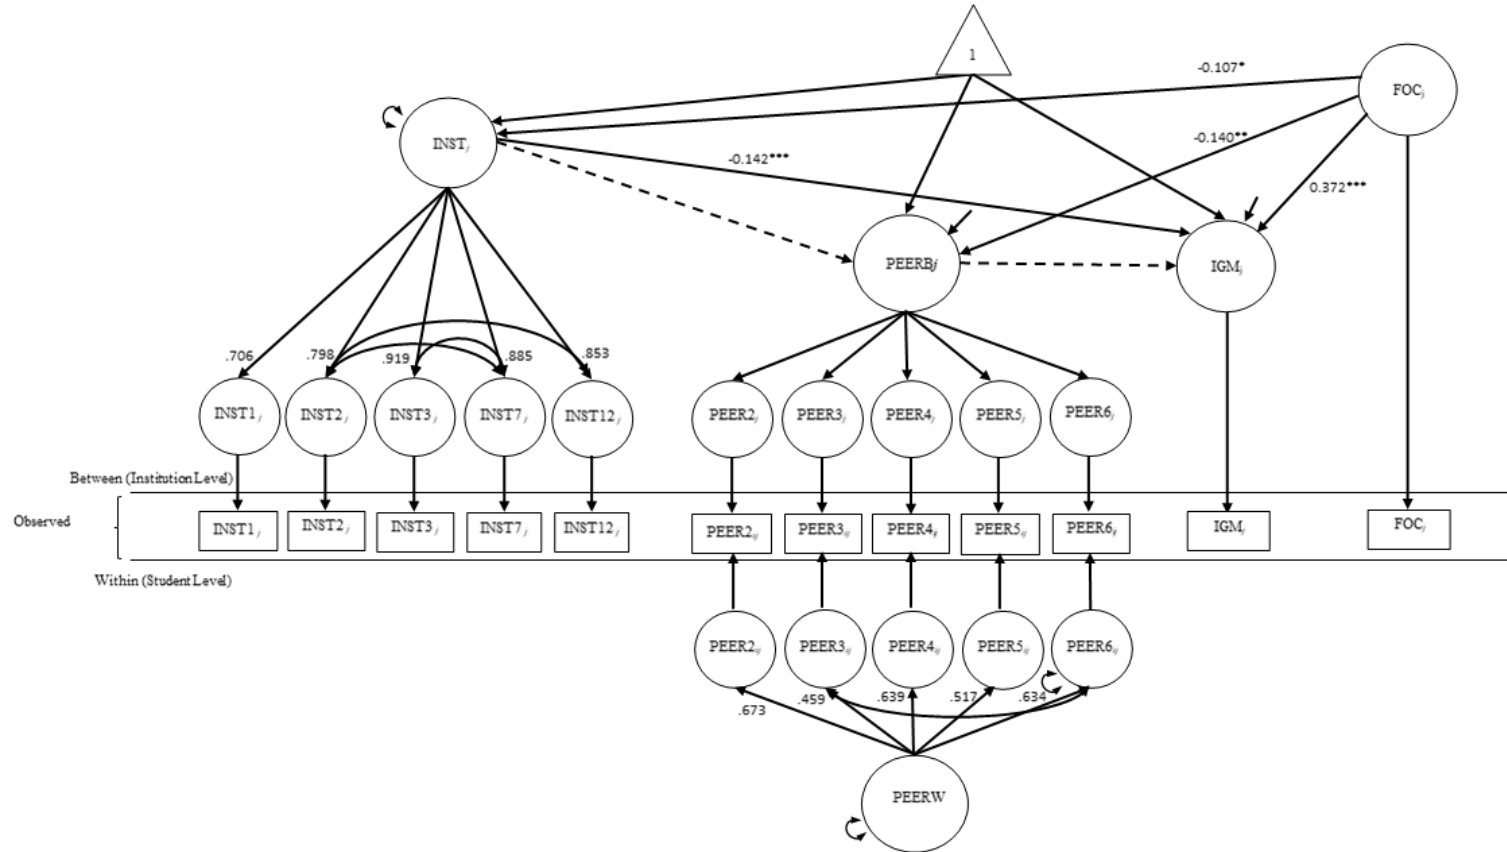 1
-0.107*
FOCj
INSTj
-0.142***
-0.140**
0.372***
PEERBj
IGMj
.706
.798
.919
.885
.853
INST1j
INST2j
INST3j
INST7j
INST12j
PEER2j
PEER3j
PEER4j
PEER5j
PEER6j
Between (Institution Level)
Observed
INST1j
INST2j
INST3j
INST7j
INST12j
PEER2ij
PEER3ij
PEER4ij
PEER5ij
PEER6ij
IGMj
FOCj
Within (Student Level)
PEER2ij
PEER3ij
PEER4ij
PEER5ij
PEER6ij
.673
.459
.639
.517
.634
PEERW